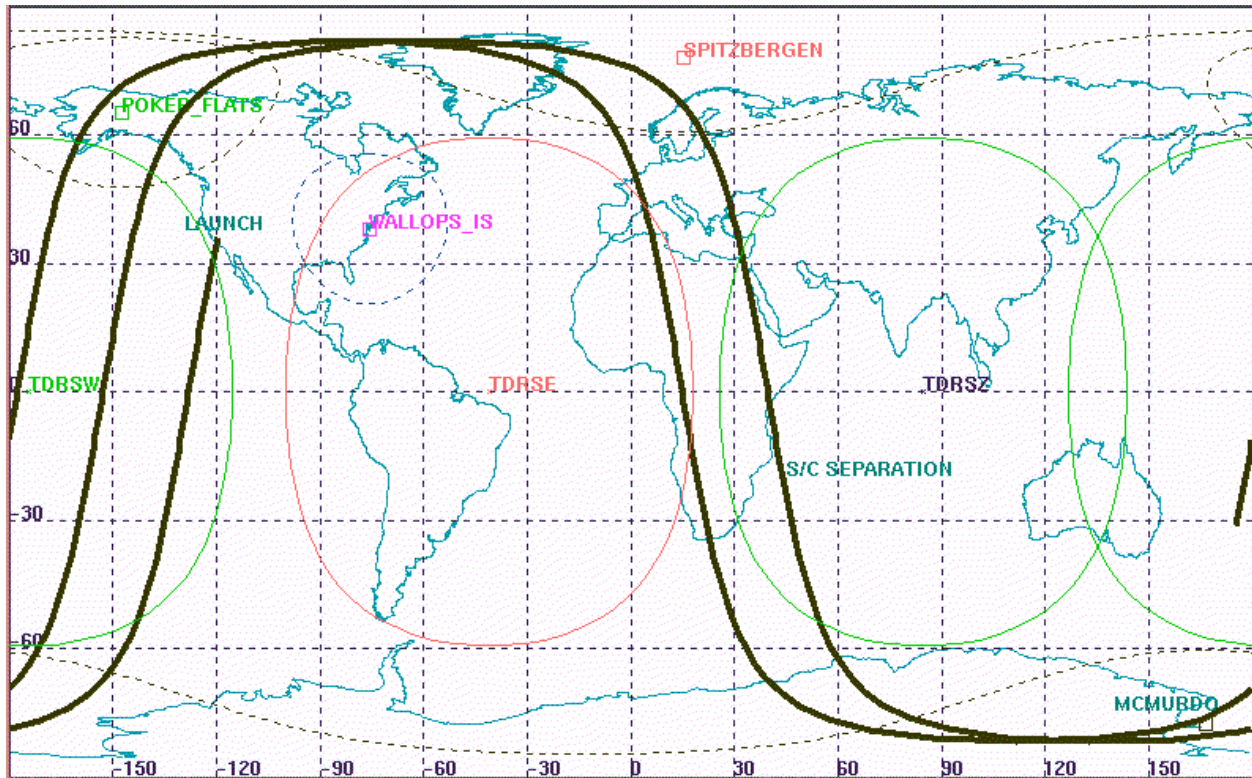 SPITZBERGEN
POKER_FLATS
60
LAUNCH
WALLOPS_IS
30
0
TDRSW
TDRSE
TDRSZ
S/C SEPARATION
-30
-60
MCMURDO
-150
-120
-90
-60
-30
0
30
60
90
120
150